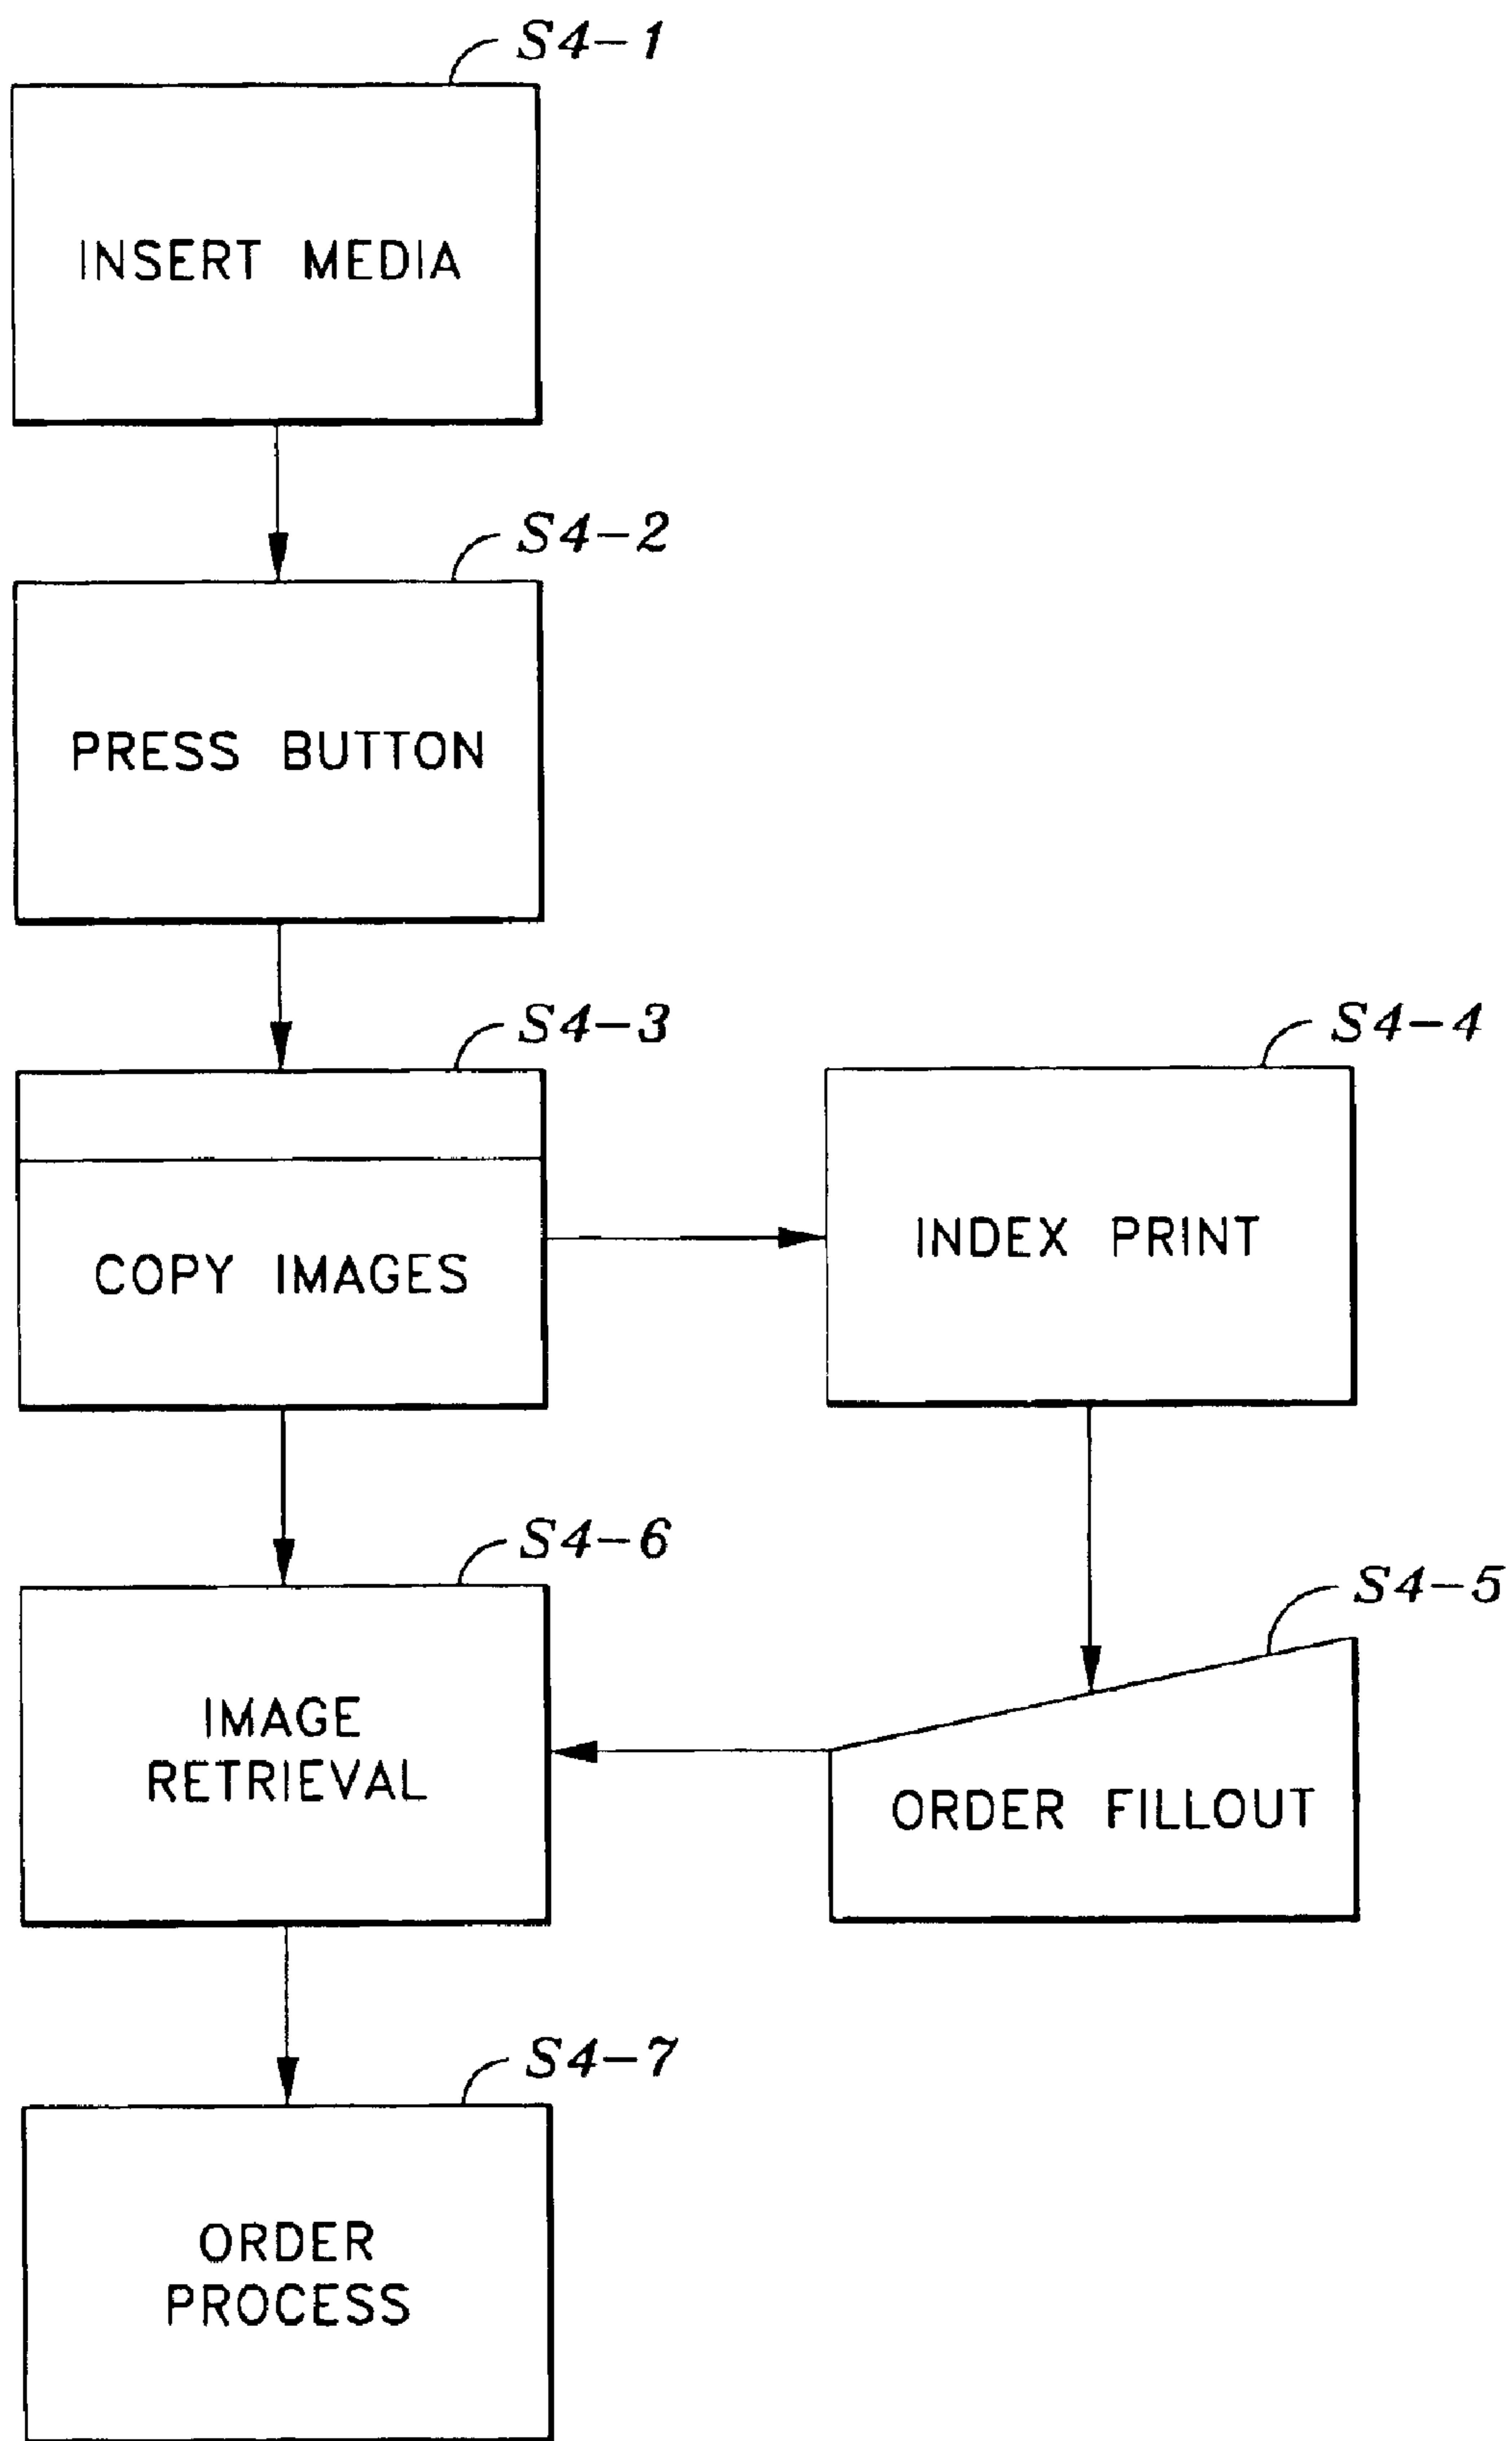 S4-1
INSERT MEDIA
S4-2
PRESS BUTTON
S4-3
COPY IMAGES
S4-4
INDEX PRINT
S4-6
IMAGE
RETRIEVAL
S4-5
ORDER FILLOUT
S4-7
ORDER
PROCESS